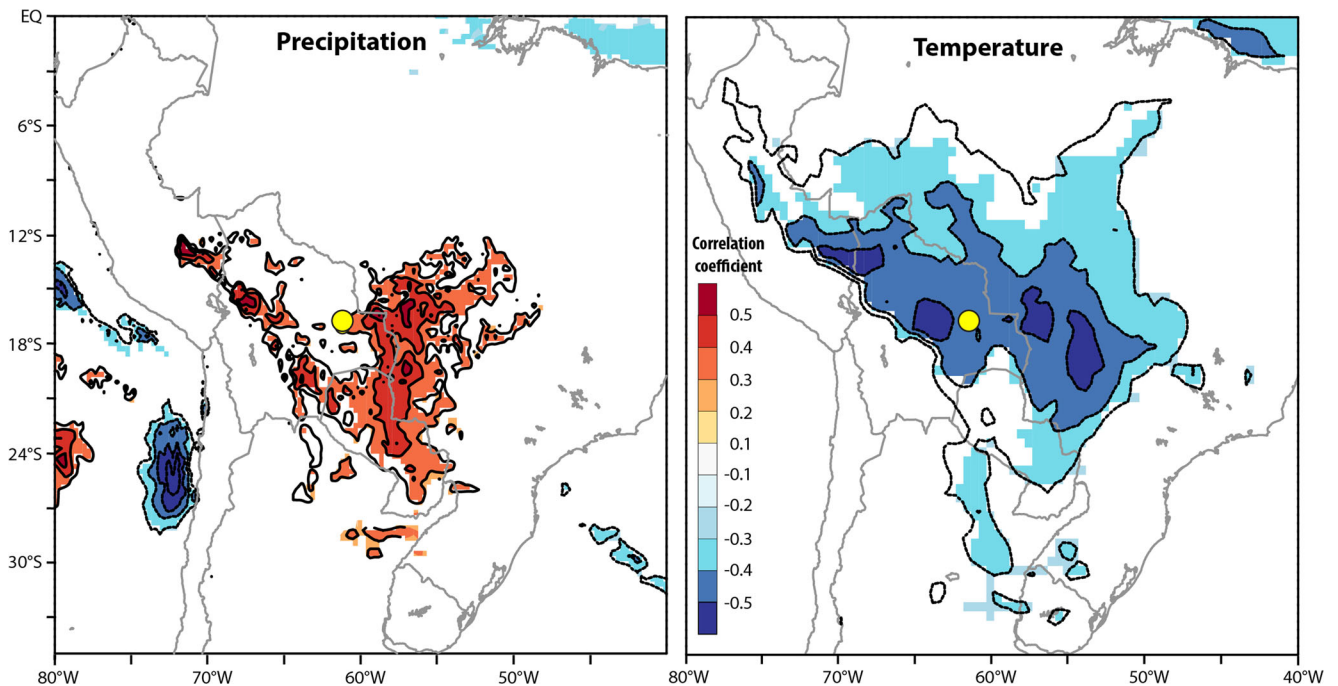 EQ
Precipitation
Temperature
6°S
12°S
18°S
24°S
30°S
Correlation
coefficient
0.5
0.4
0.3
0.2
0.1
-0.1
-0.2
-0.3
-0.4
-0.5
80°W
70°W
60°W
50°W
80°W
70°W
60°W
50°W
40°W